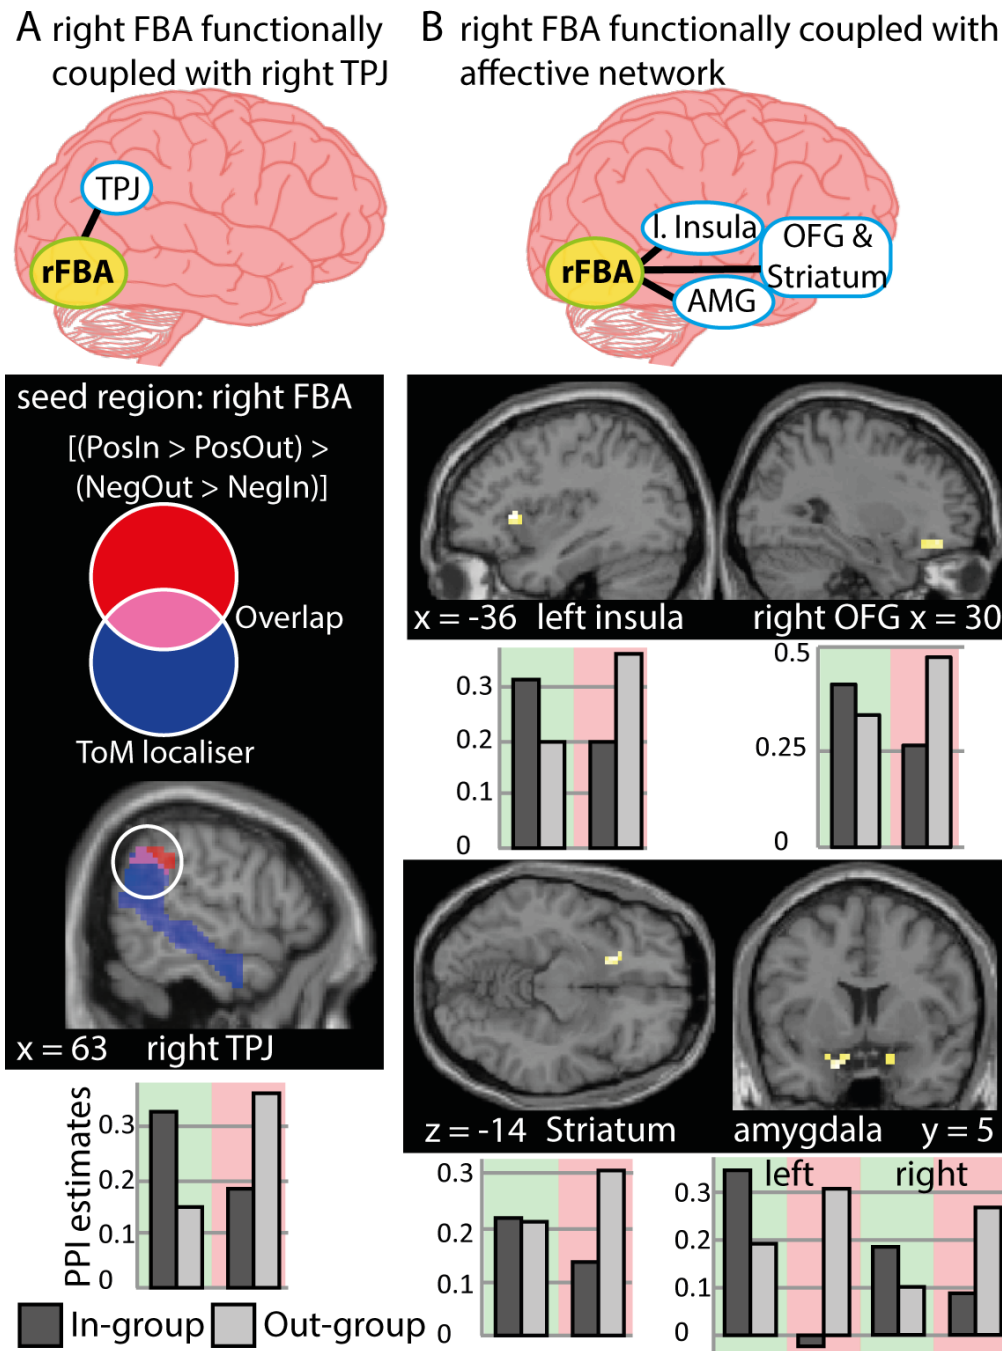 A right FBA functionally
coupled with right TPJ
TPJ
rFBA
seed region: right FBA
[(PosIn > PosOut) >
(NegOut > NegIn)]
Overlap
ToM localiser
x = 63 right TPJ
PPI estimates
0.3
0.2
0.1
0
In-group
Out-group
B right FBA functionally coupled with
affective network
l. Insula
OFG &
Striatum
rFBA
AMG
x = -36 left insula
right OFG x = 30
0.3
0.2
0.1
0
0.5
0.25
0
z = -14 Striatum
amygdala y = 5
0.3
0.2
0.1
0
left right
0.3
0.2
0.1
0